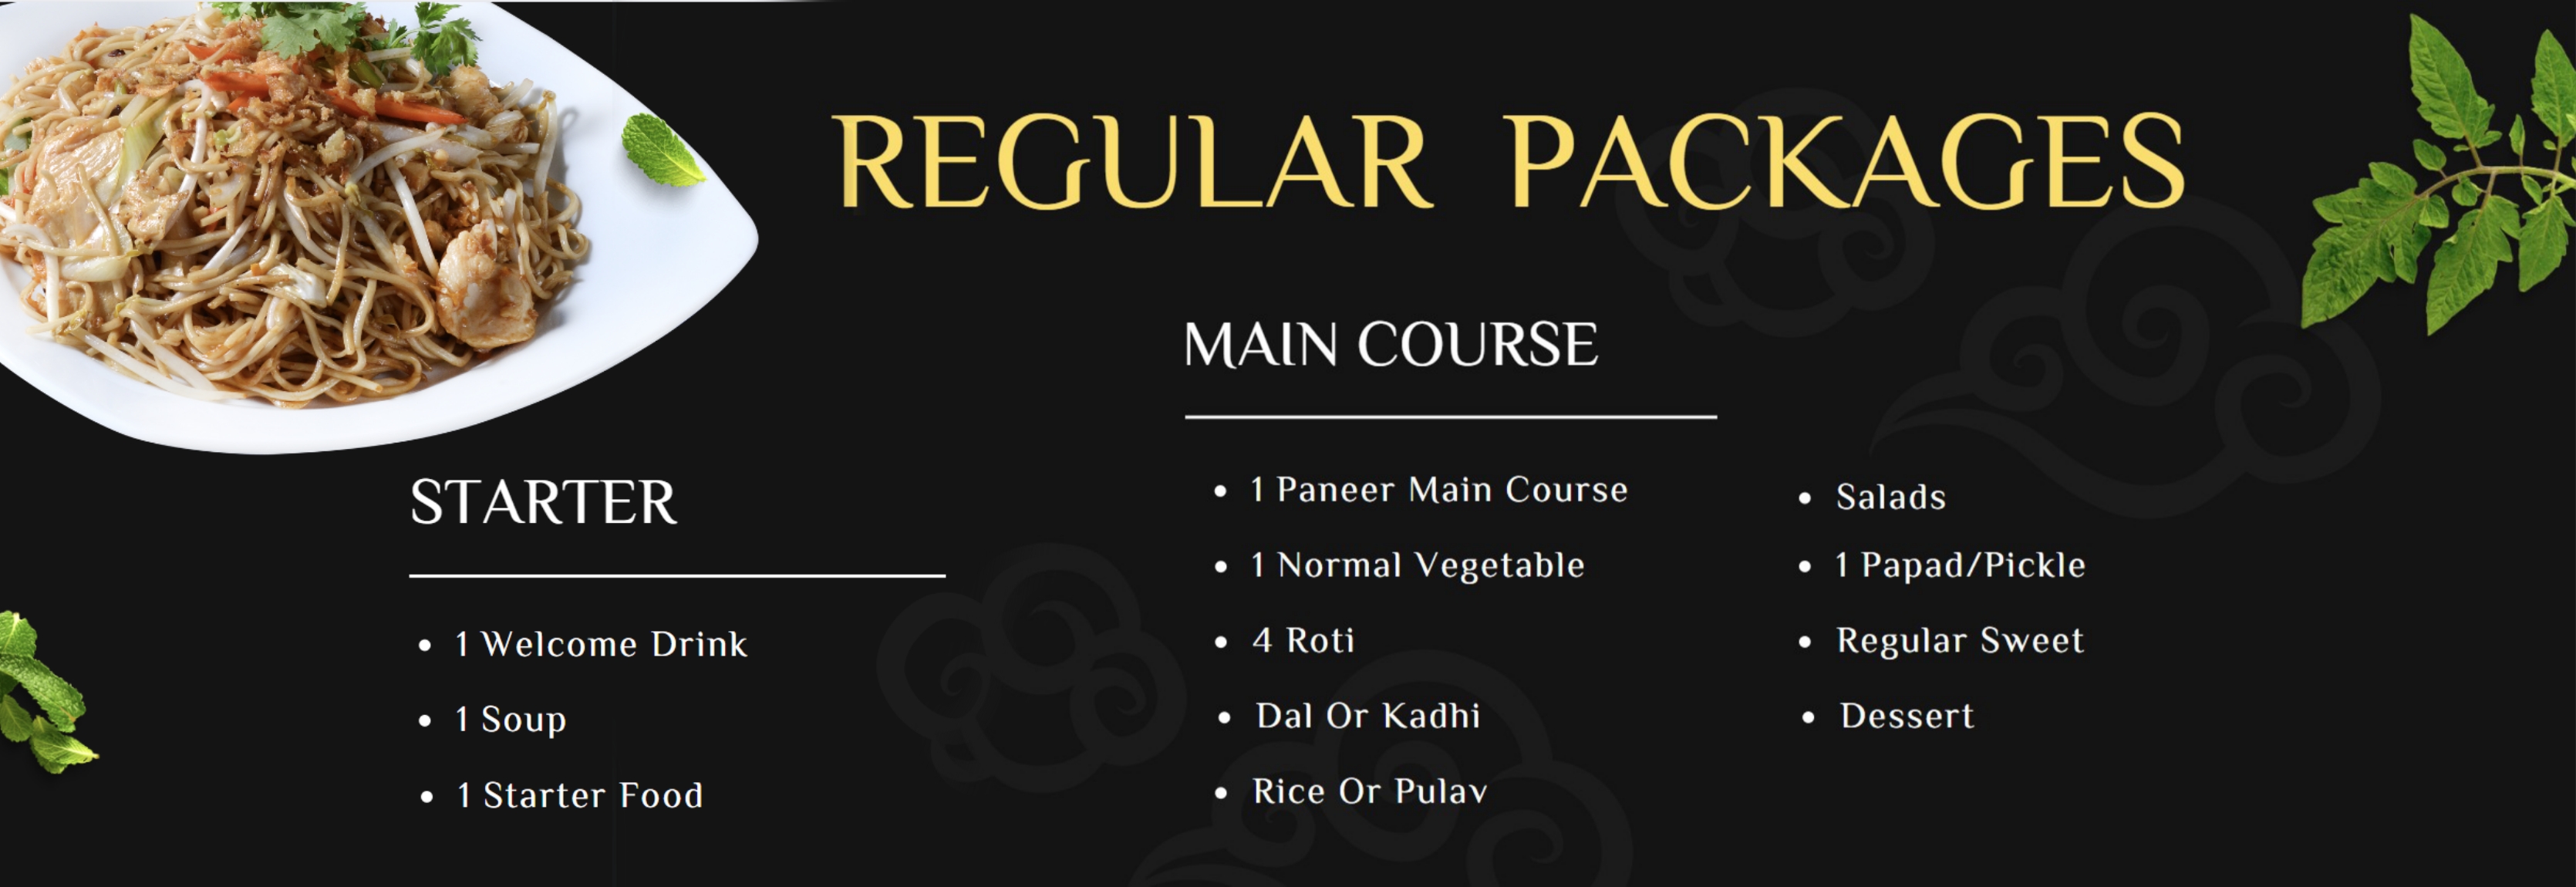 REGULAR PACKAGES
STARTER
1 Welcome Drink
1 Soup
1 Starter Food
MAIN COURSE
1 Paneer Main Course
1 Normal Vegetable
4 Roti
Dal Or Kadhi
Rice Or Pulav
Salads
1 Papad/Pickle
Regular Sweet
Dessert